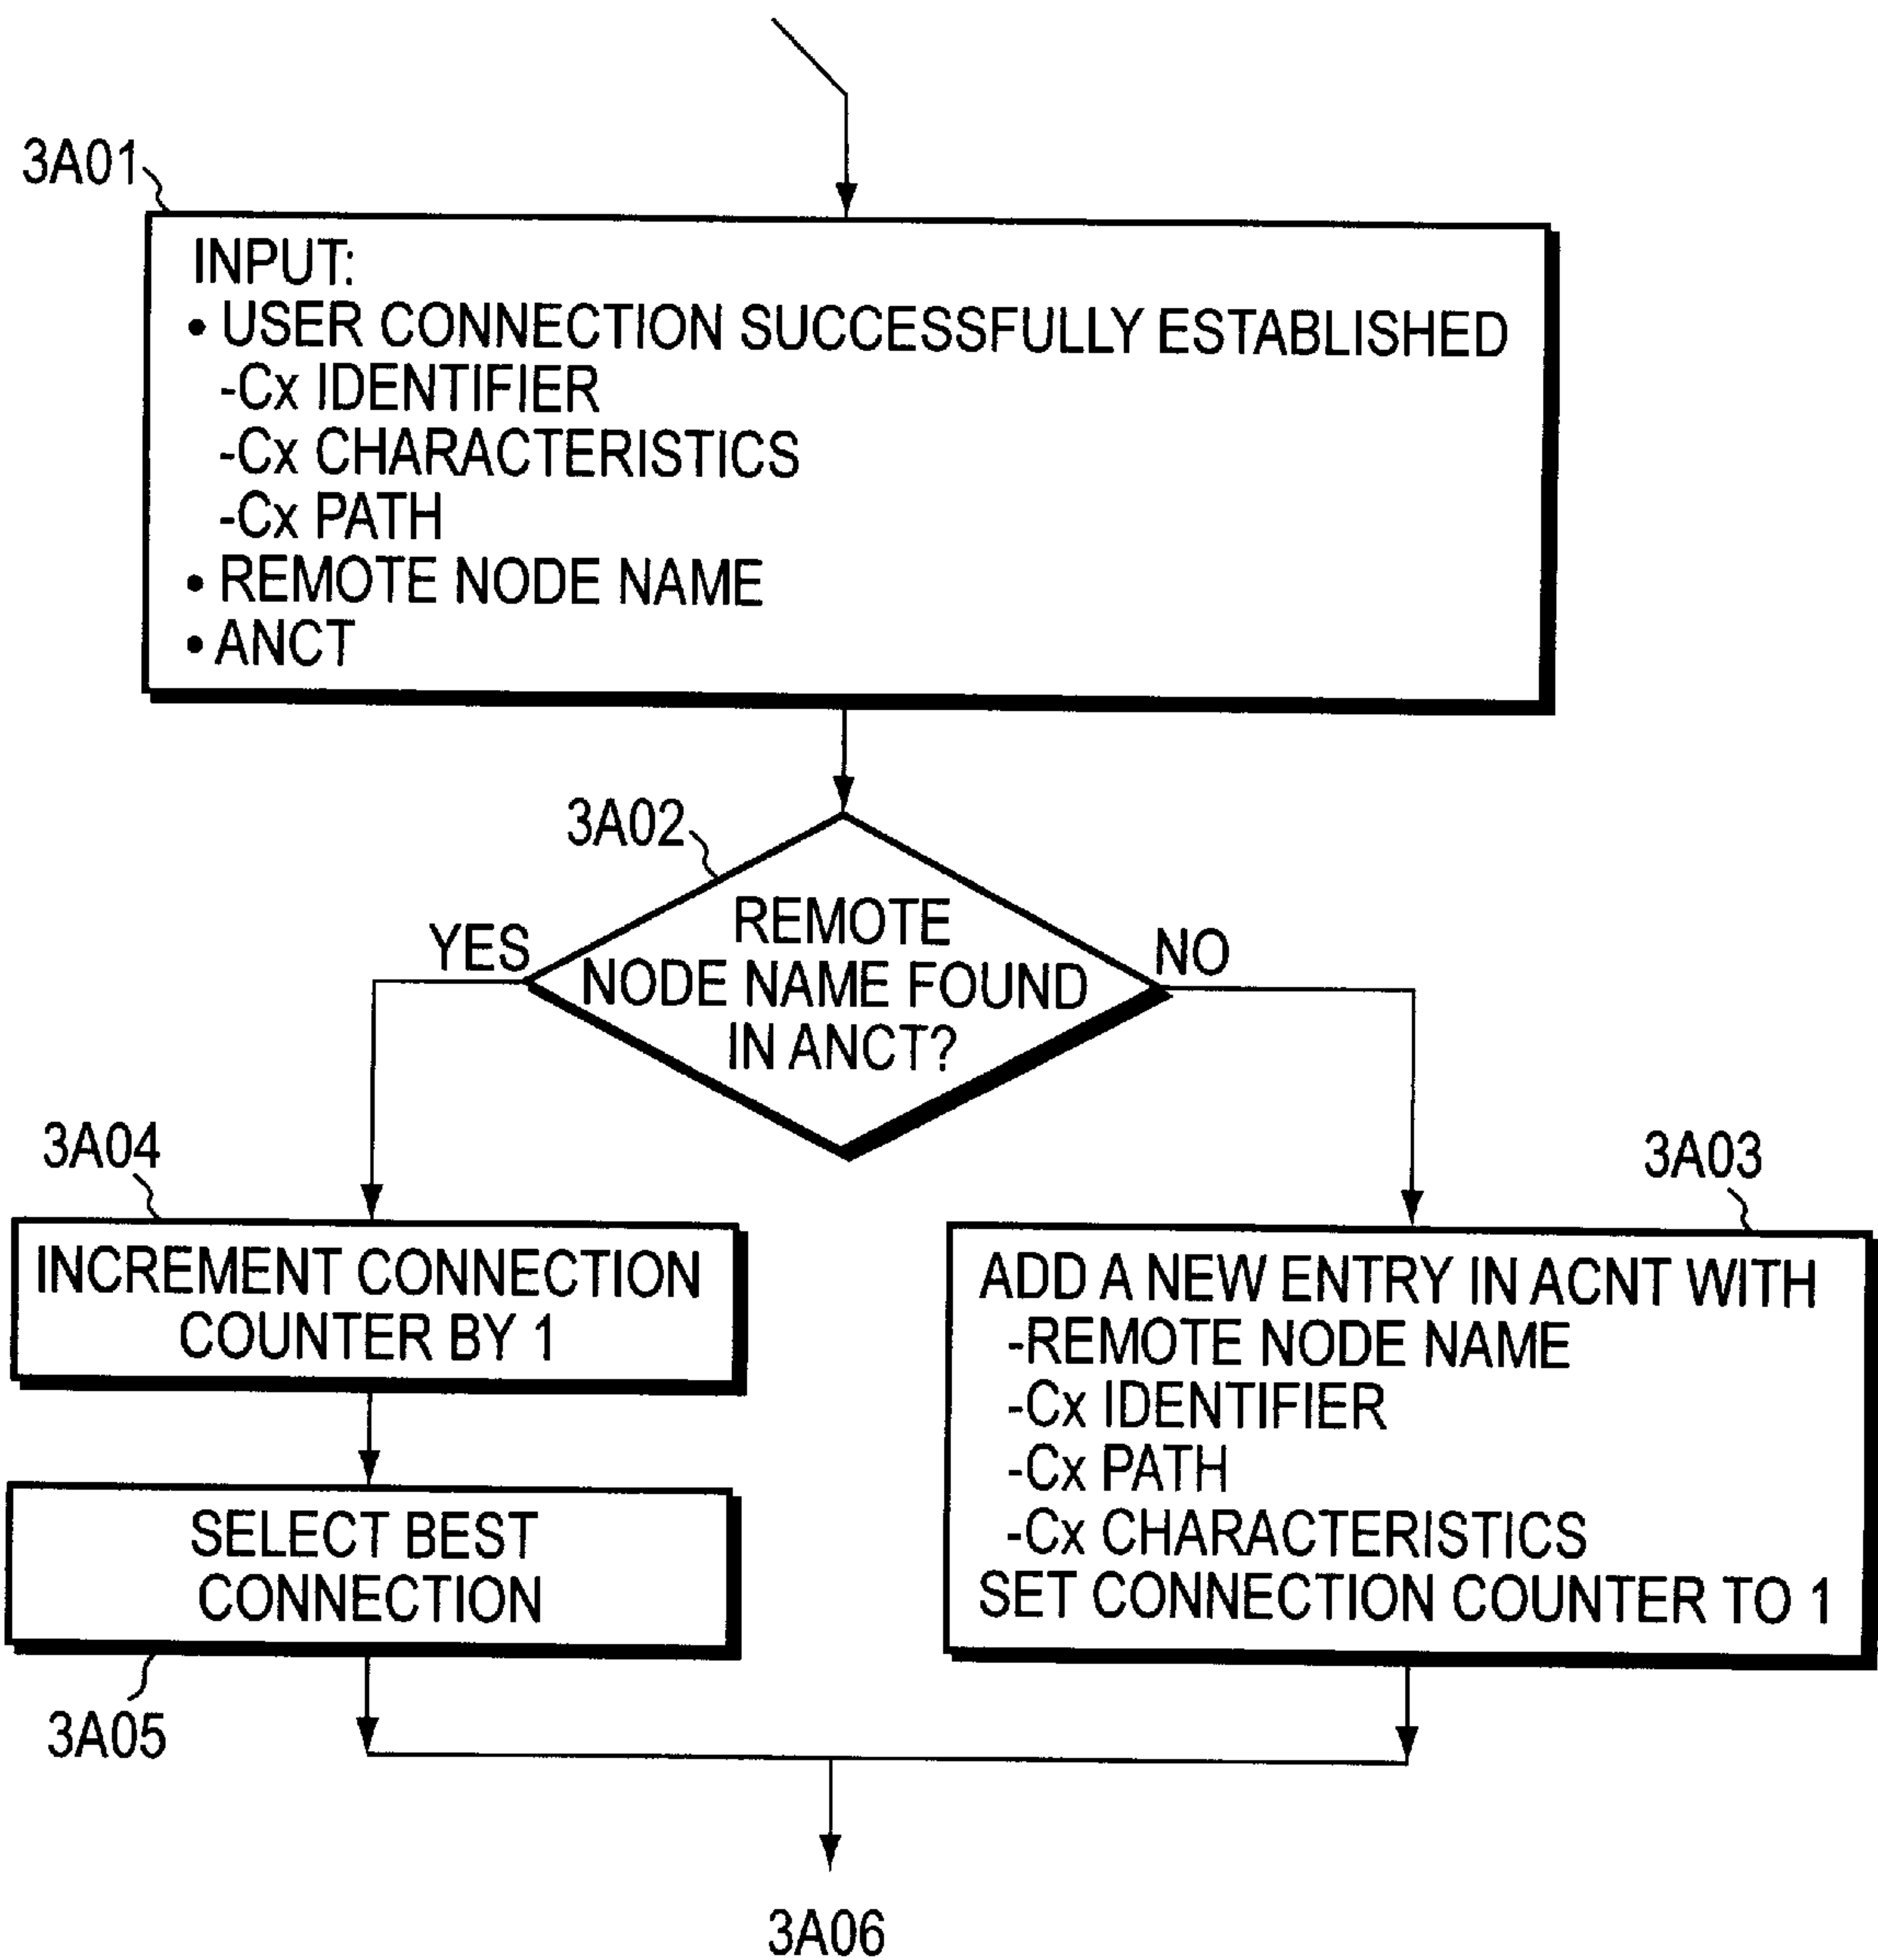 3A01
INPUT:
• USER CONNECTION SUCCESSFULLY ESTABLISHED
-Cx IDENTIFIER
-Cx CHARACTERISTICS
-Cx PATH
• REMOTE NODE NAME
• ANCT
3A02
YES
REMOTE
NODE NAME FOUND
IN ANCT?
NO
3A04
INCREMENT CONNECTION
COUNTER BY 1
SELECT BEST
CONNECTION
3A05
3A03
ADD A NEW ENTRY IN ACNT WITH
-REMOTE NODE NAME
-Cx IDENTIFIER
-Cx PATH
-Cx CHARACTERISTICS
SET CONNECTION COUNTER TO 1
3A06